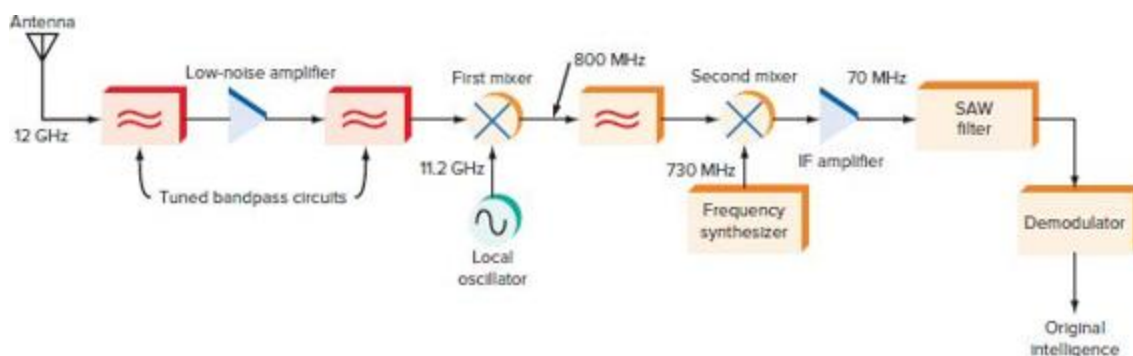 Antenna
Low-noise amplifier
First mixer
800 MHz
Second mixer
70 MHz
SAW
filter
12 GHz
11.2 GHz
730 MHz
IF amplifier
Tuned bandpass circuits
Frequency
synthesizer
Demodulator
Local
oscillator
Original
intelligence